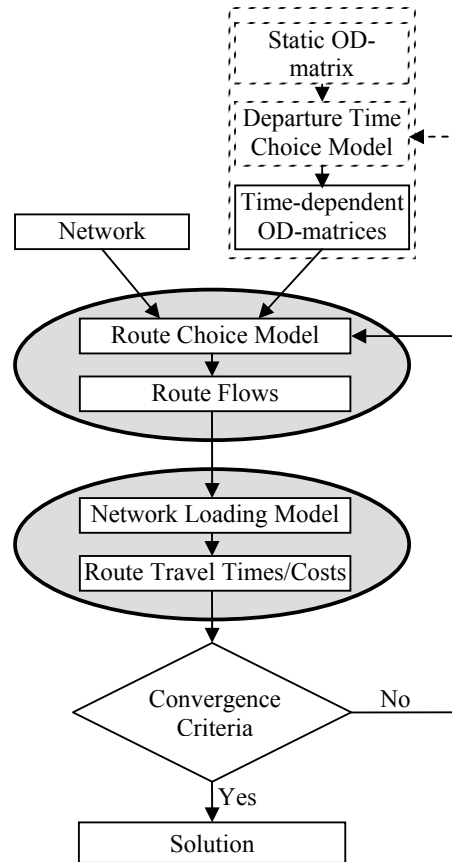 Static OD-
matrix
Departure Time
Choice Model
Time-dependent
OD-matrices
Network
Route Choice Model
Route Flows
Network Loading Model
Route Travel Times/Costs
Convergence
Criteria
No
Yes
Solution